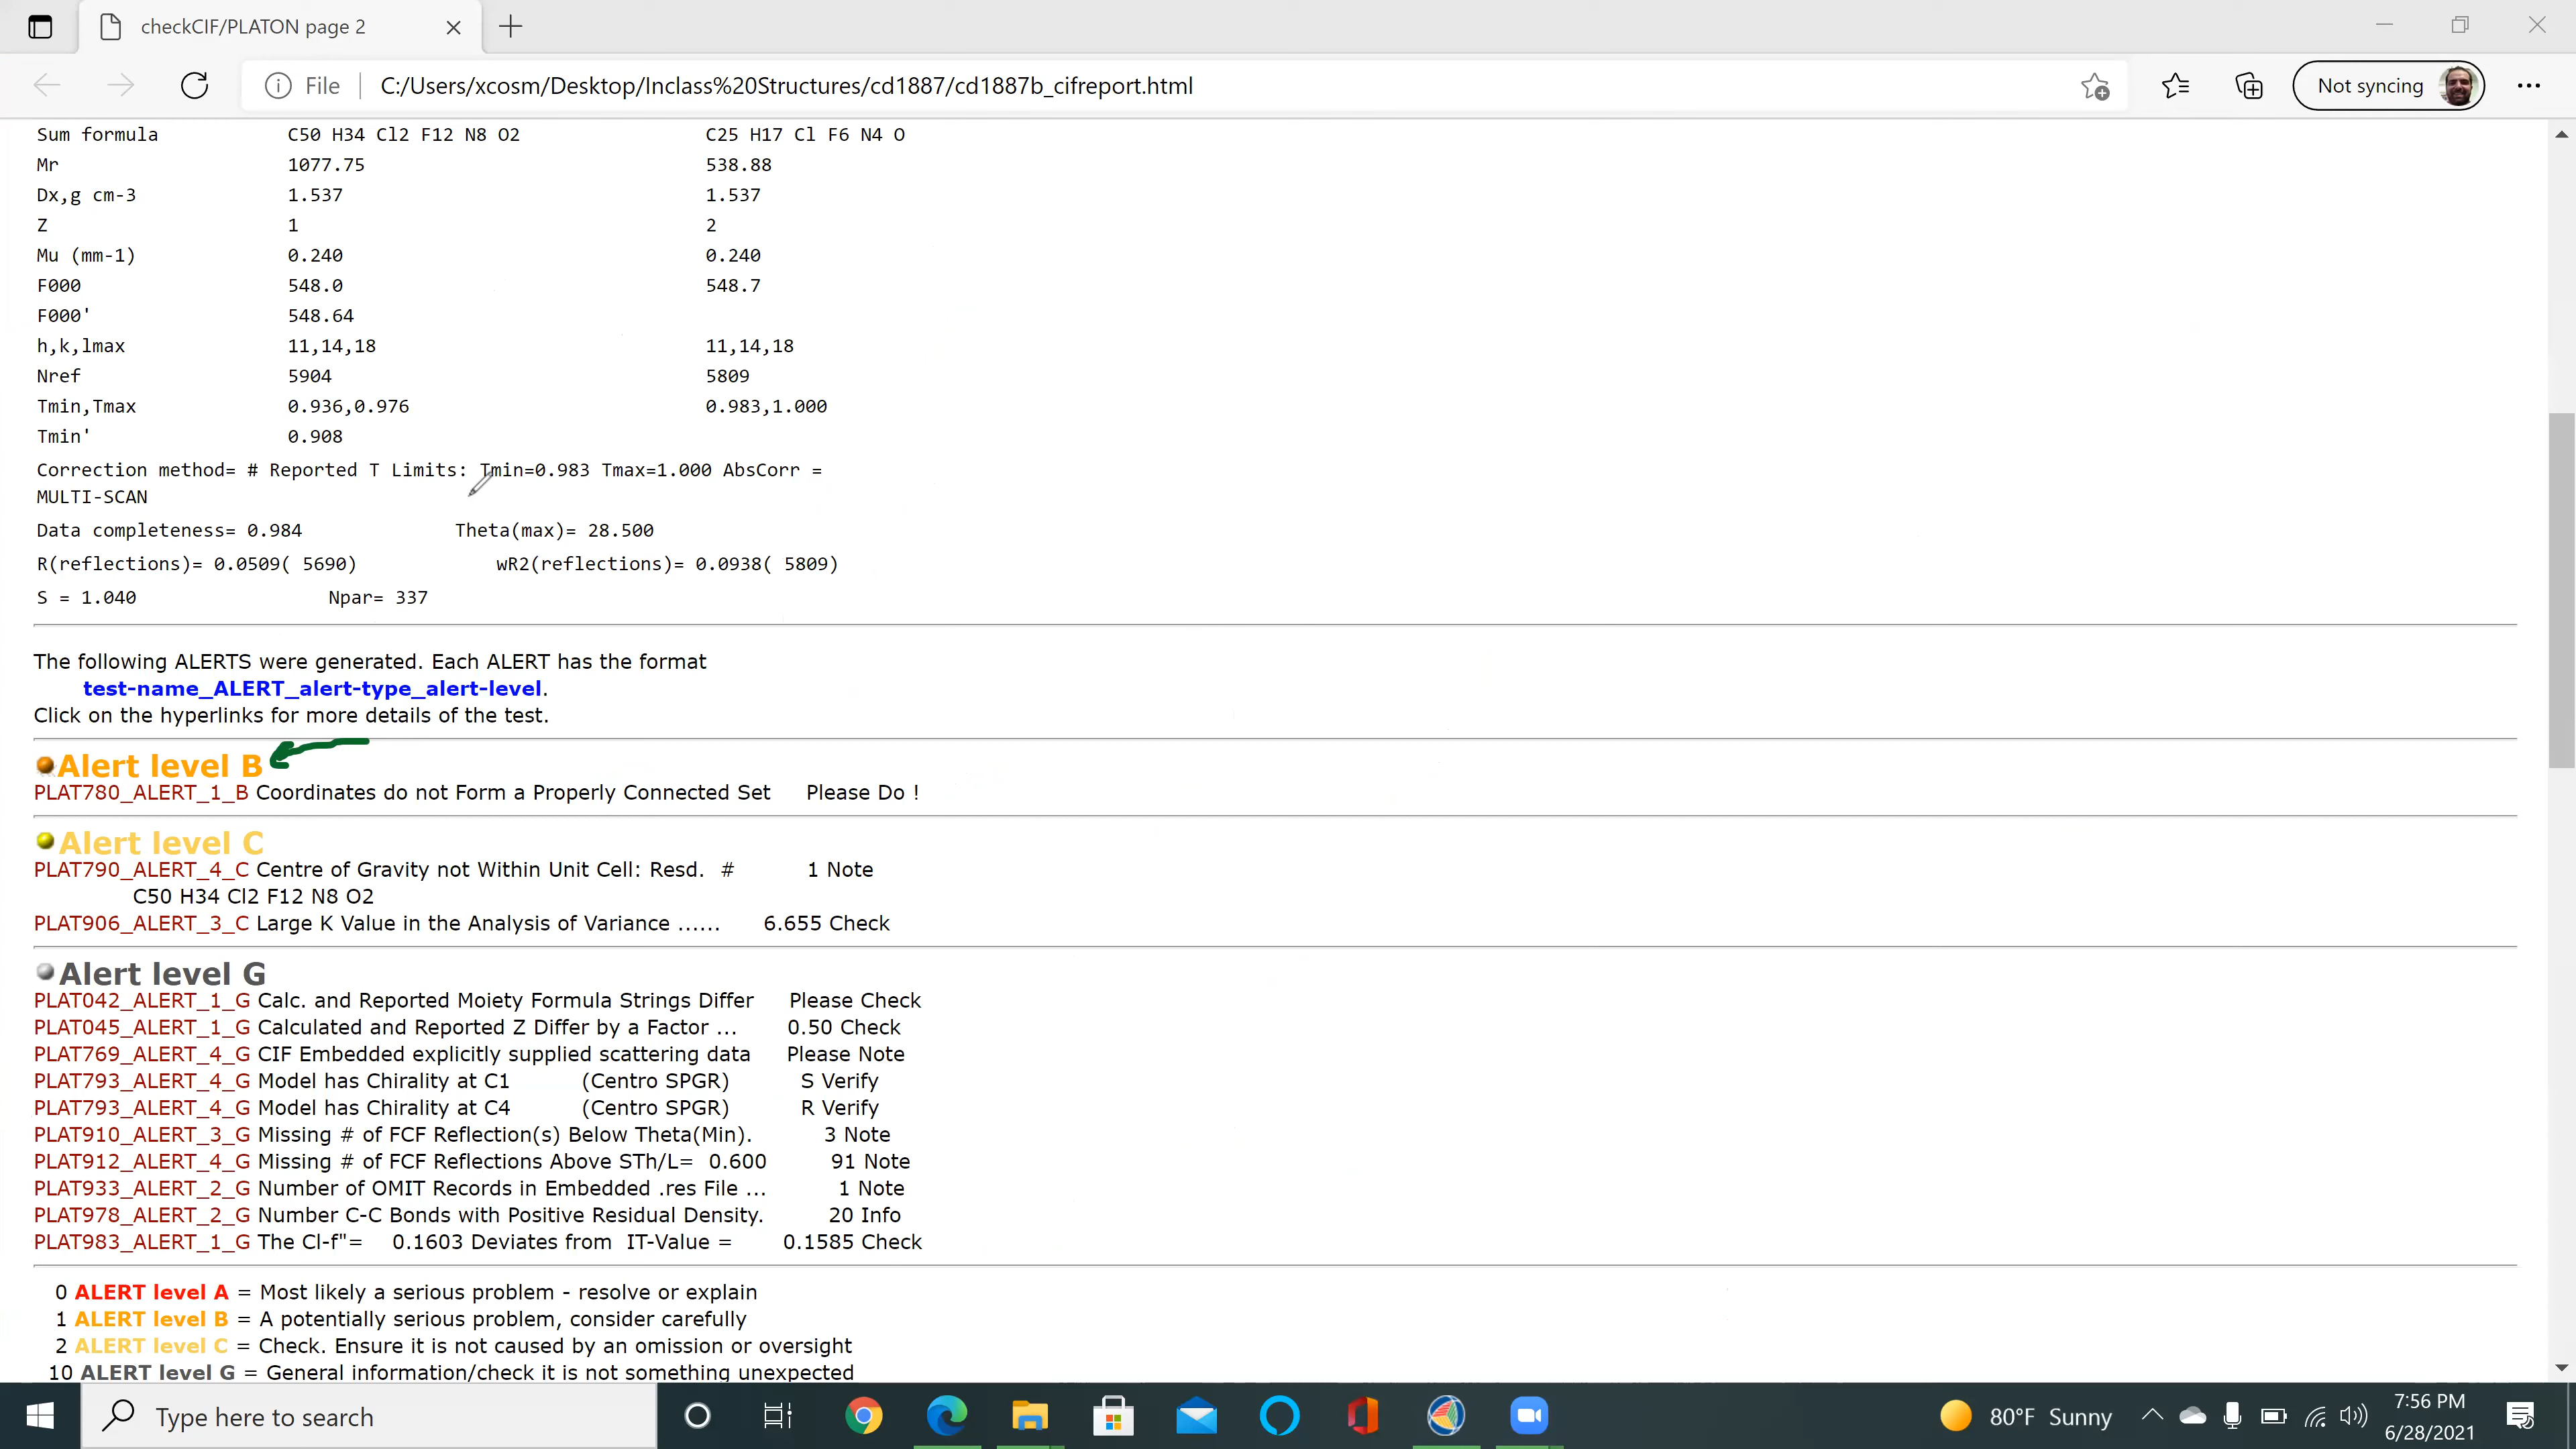 checkCIF/PLATON page 2
File C:/Users/xcosm/Desktop/Inclass%20Structures/cd1887/cd1887b_cifreport.html Not syncing
Sum formula C50 H34 Cl2 F12 N8 O2 C25 H17 Cl F6 N4 O
Mr 1077.75 538.88
Dx,g cm-3 1.537 1.537
Z 1 2
Mu (mm-1) 0.240 0.240
F000 548.0 548.7
F000' 548.64
h,k,lmax 11,14,18 11,14,18
Nref 5904 5809
Tmin,Tmax 0.936,0.976 0.983,1.000
Tmin' 0.908
Correction method= # Reported T Limits: Tmin=0.983 Tmax=1.000 AbsCorr =
MULTI-SCAN
Data completeness= 0.984 Theta(max)= 28.500
R(reflections)= 0.0509( 5690) wR2(reflections)= 0.0938( 5809)
S = 1.040 Npar= 337
The following ALERTS were generated. Each ALERT has the format
test-name_ALERT_alert-type_alert-level.
Click on the hyperlinks for more details of the test.
Alert level B
PLAT780_ALERT_1_B Coordinates do not Form a Properly Connected Set Please Do !
Alert level C
PLAT790_ALERT_4_C Centre of Gravity not Within Unit Cell: Resd. # 1 Note
C50 H34 Cl2 F12 N8 O2
PLAT906_ALERT_3_C Large K Value in the Analysis of Variance ...... 6.655 Check
Alert level G
PLAT042_ALERT_1_G Calc. and Reported Moiety Formula Strings Differ Please Check
PLAT045_ALERT_1_G Calculated and Reported Z Differ by a Factor ... 0.50 Check
PLAT769_ALERT_4_G CIF Embedded explicitly supplied scattering data Please Note
PLAT793_ALERT_4_G Model has Chirality at C1 (Centro SPGR) S Verify
PLAT793_ALERT_4_G Model has Chirality at C4 (Centro SPGR) R Verify
PLAT910_ALERT_3_G Missing # of FCF Reflection(s) Below Theta(Min). 3 Note
PLAT912_ALERT_4_G Missing # of FCF Reflections Above STh/L= 0.600 91 Note
PLAT933_ALERT_2_G Number of OMIT Records in Embedded .res File ... 1 Note
PLAT978_ALERT_2_G Number C-C Bonds with Positive Residual Density. 20 Info
PLAT983_ALERT_1_G The Cl-f"= 0.1603 Deviates from IT-Value = 0.1585 Check
0 ALERT level A = Most likely a serious problem - resolve or explain
1 ALERT level B = A potentially serious problem, consider carefully
2 ALERT level C = Check. Ensure it is not caused by an omission or oversight
10 ALERT level G = General information/check it is not something unexpected
Type here to search 80°F Sunny 7:56 PM
6/28/2021